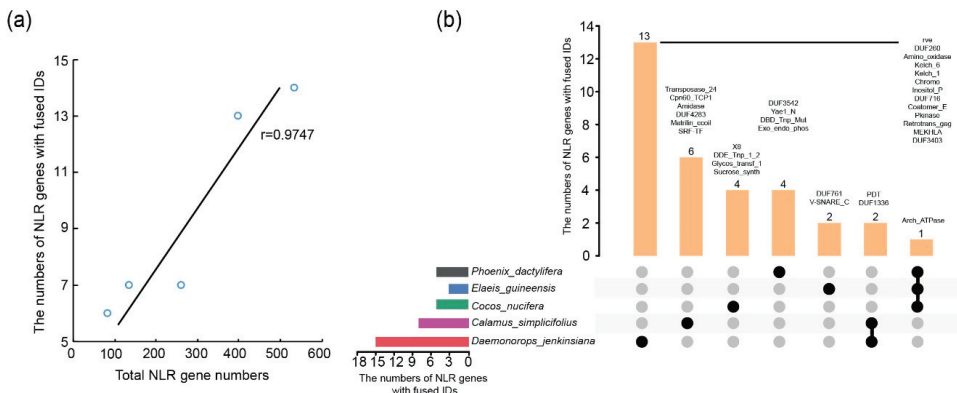 (a)
The numbers of NLR genes with fused IDs
15
13
11
9
7
5
r=0.9747
0
100
200
300
400
500
600
Total NLR gene numbers
(b)
The numbers of NLR genes with fused IDs
14
12
10
8
6
4
2
0
13
Transposase_24
Cpn60_TCP1
Amidase
DUF4283
Matrilin_ccoil
SRF-TF
6
X8
DDE_Tnp_1_2
Glycos_transf_1
Sucrose_synth
4
DUF3542
Yae1_N
DBD_Tnp_Mut
Exo_endo_phos
4
DUF761
V-SNARE_C
2
PDT
DUF1336
2
rve
DUF260
Amino_oxidase
Kelch_6
Kelch_1
Chromo
Inositol_P
DUF716
Coatomer_E
Pkinase
Retrotrans_gag
MEKHLA
DUF3403
Arch_ATPase
1
Phoenix_dactylifera
Elaeis_guineensis
Cocos_nucifera
Calamus_simplicifolius
Daemonorops_jenkinsiana
18 15 12 9 6 3 0
The numbers of NLR genes
with fused IDs